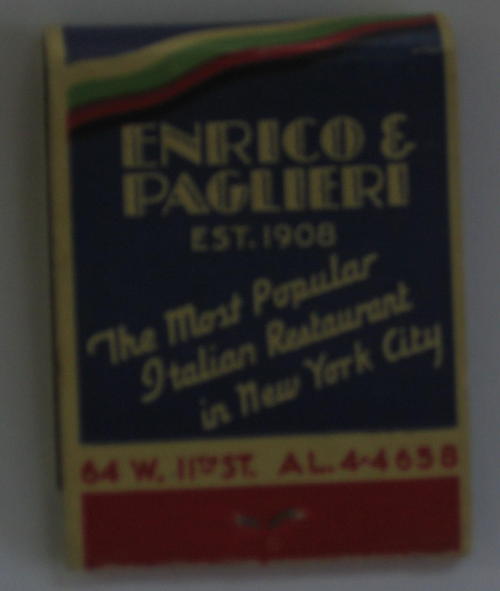 ENRICO &
PAGLIERI
EST. 1908
The Most Popular
Italian Restaurant
in New York City
64 W. 11TH ST. AL. 4-4658